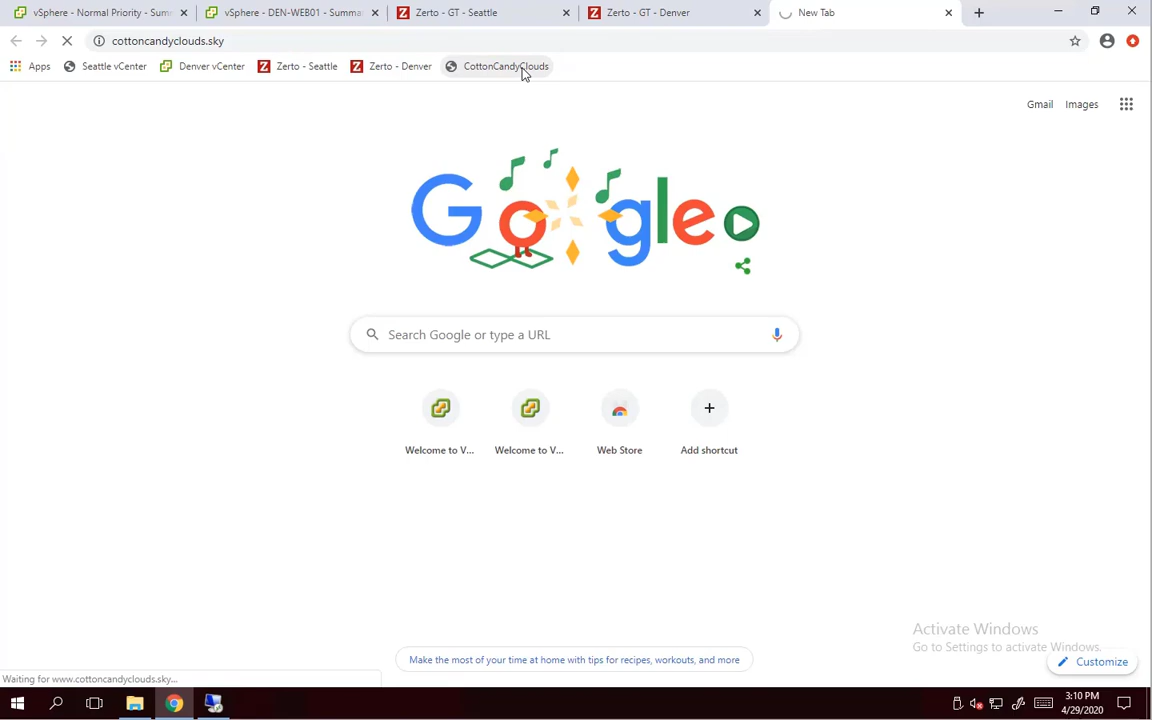 vSphere - Normal Priority - Sum
vSphere - DEN-WEB01 - Summa
Zerto - GT - Seattle
Zerto - GT - Denver
New Tab
cottoncandyclouds.sky
Apps
Seattle vCenter
Denver vCenter
Zerto - Seattle
Zerto - Denver
CottonCandyClouds
Gmail
Images
Google
Search Google or type a URL
Welcome to V...
Welcome to V...
Web Store
Add shortcut
Activate Windows
Go to Settings to activate Windows.
Make the most of your time at home with tips for recipes, workouts, and more
Customize
Waiting for www.cottoncandyclouds.sky...
3:10 PM
4/29/2020